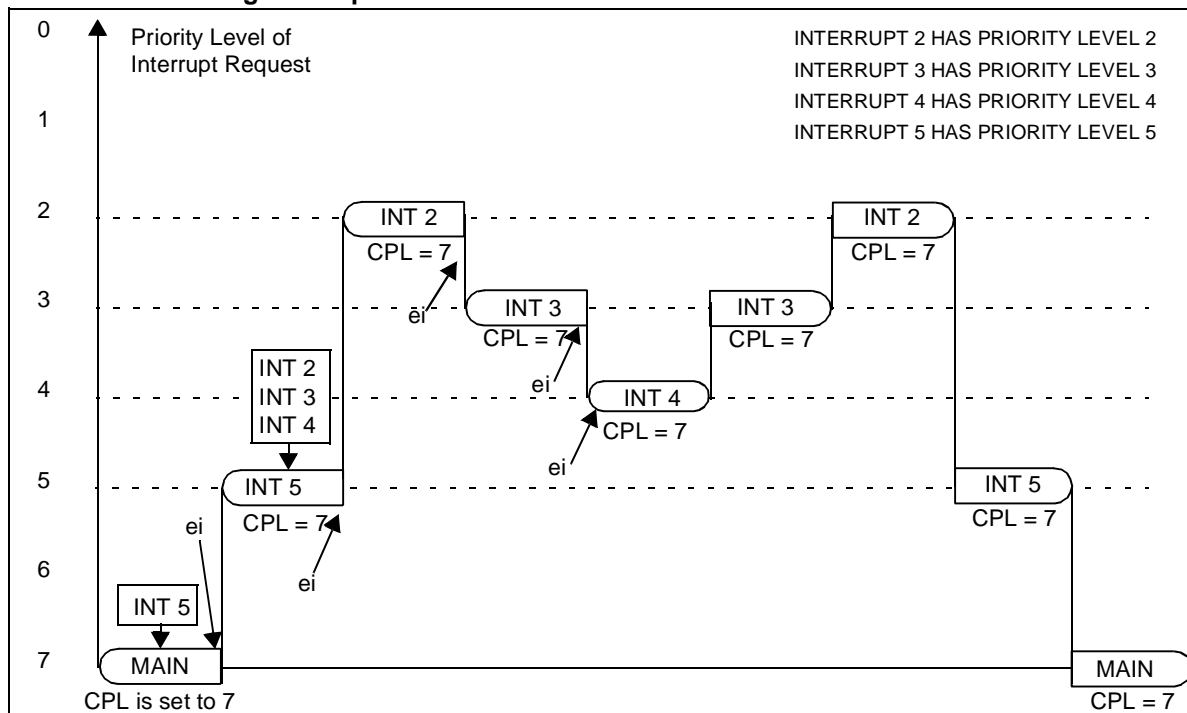 0
Priority Level of
Interrupt Request
INTERRUPT 2 HAS PRIORITY LEVEL 2
INTERRUPT 3 HAS PRIORITY LEVEL 3
INTERRUPT 4 HAS PRIORITY LEVEL 4
INTERRUPT 5 HAS PRIORITY LEVEL 5
1
2
INT 2
CPL = 7
INT 2
CPL = 7
ei
3
INT 3
CPL = 7
INT 3
CPL = 7
ei
INT 2
INT 3
INT 4
4
INT 4
CPL = 7
ei
5
INT 5
CPL = 7
INT 5
CPL = 7
ei
ei
6
INT 5
7
MAIN
CPL is set to 7
MAIN
CPL = 7